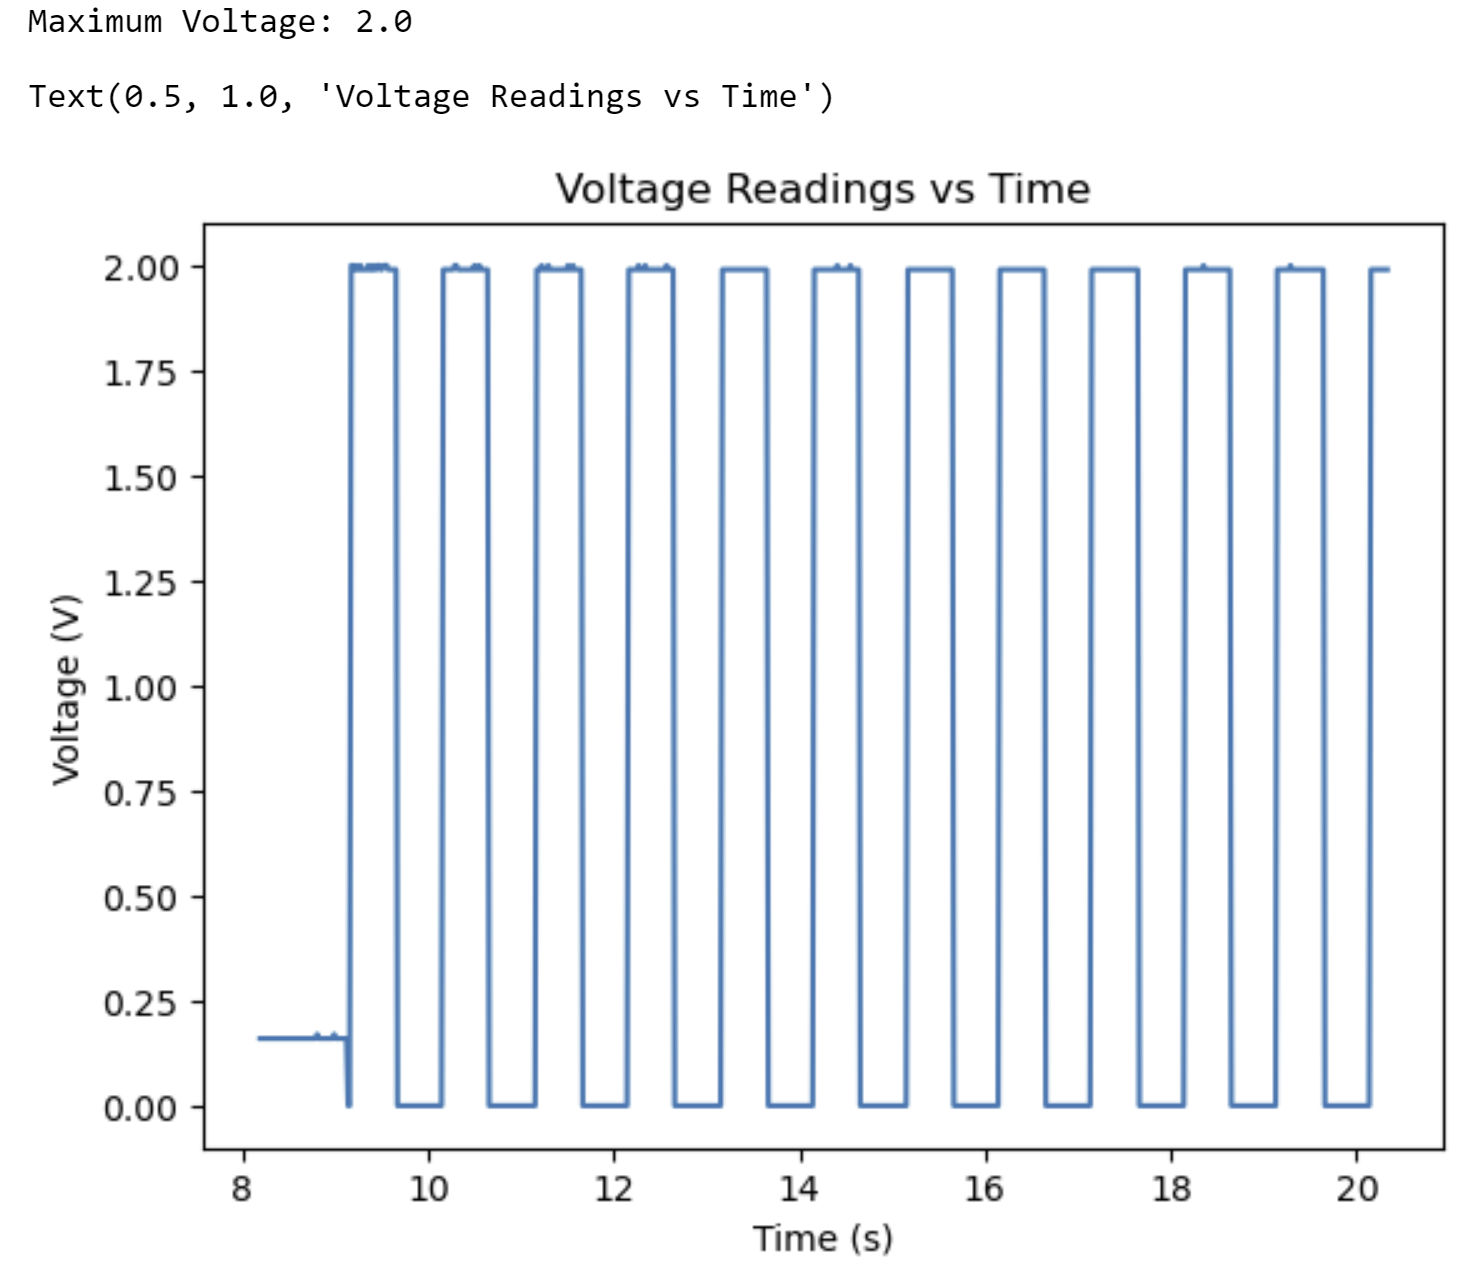 Maximum Voltage: 2.0
Text(0.5, 1.0, 'Voltage Readings vs Time')
Voltage Readings vs Time
2.00
1.75
1.50
1.25
1.00
0.75
0.50
0.25
0.00
Voltage (V)
8 10 12 14 16 18 20
Time (s)